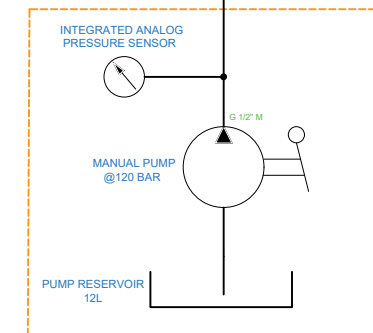 INTEGRATED ANALOG
PRESSURE SENSOR
G 1/2" M
MANUAL PUMP
@120 BAR
PUMP RESERVOIR
12L